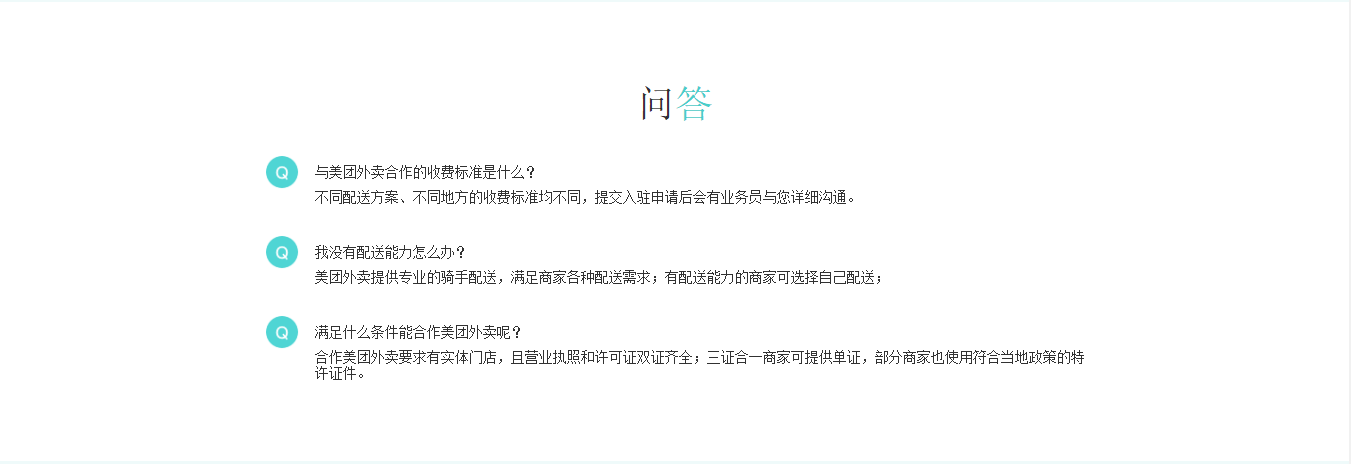 问答
Q 与美团外卖合作的收费标准是什么？
不同配送方案、不同地方的收费标准均不同，提交入驻申请后会有业务员与您详细沟通。
Q 我没有配送能力怎么办？
美团外卖提供专业的骑手配送，满足商家各种配送需求；有配送能力的商家可选择自己配送；
Q 满足什么条件能合作美团外卖呢？
合作美团外卖要求有实体门店，且营业执照和许可证双证齐全；三证合一商家可提供单证，部分商家也使用符合当地政策的特
许证件。